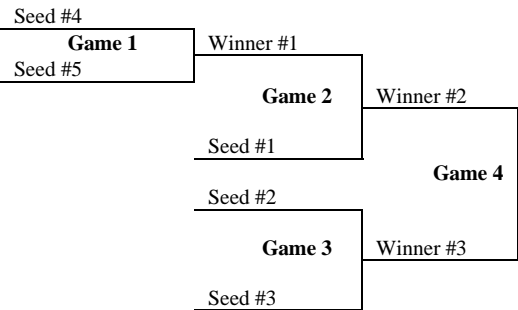 Seed #4
Game 1
Winner #1
Seed #5
Game 2
Winner #2
Seed #1
Game 4
Seed #2
Game 3
Winner #3
Seed #3